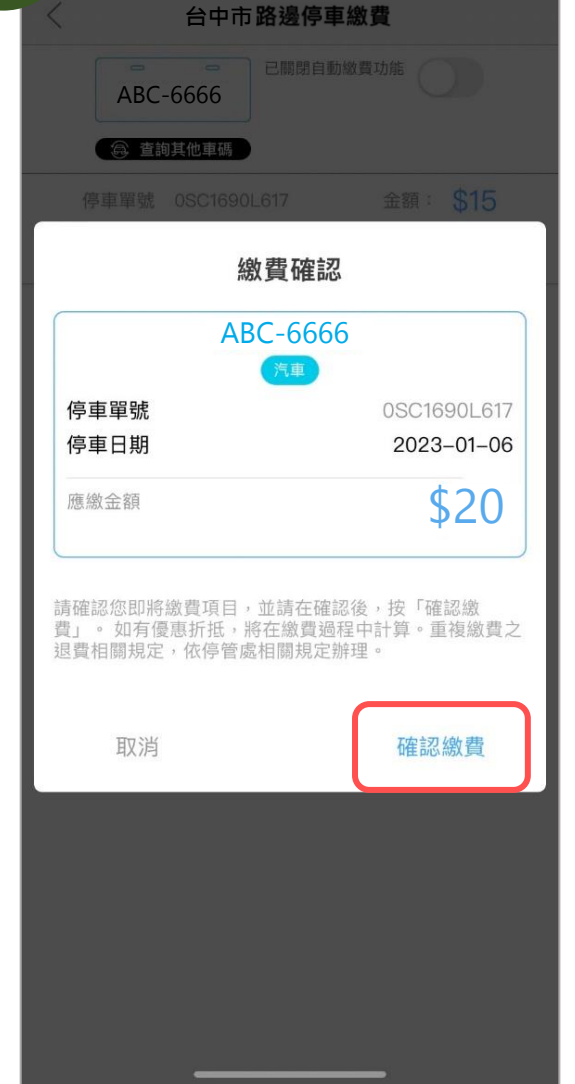 台中市路邊停車繳費
已關閉自動繳費功能
ABC-6666
查詢其他車碼
停車單號 0SC1690L617 金額： $15
繳費確認
ABC-6666
汽車
停車單號 0SC1690L617
停車日期 2023-01-06
應繳金額 $20
請確認您即將繳費項目，並請在確認後，按「確認繳
費」。 如有優惠折抵，將在繳費過程中計算。重複繳費之
退費相關規定，依停管處相關規定辦理。
取消 確認繳費